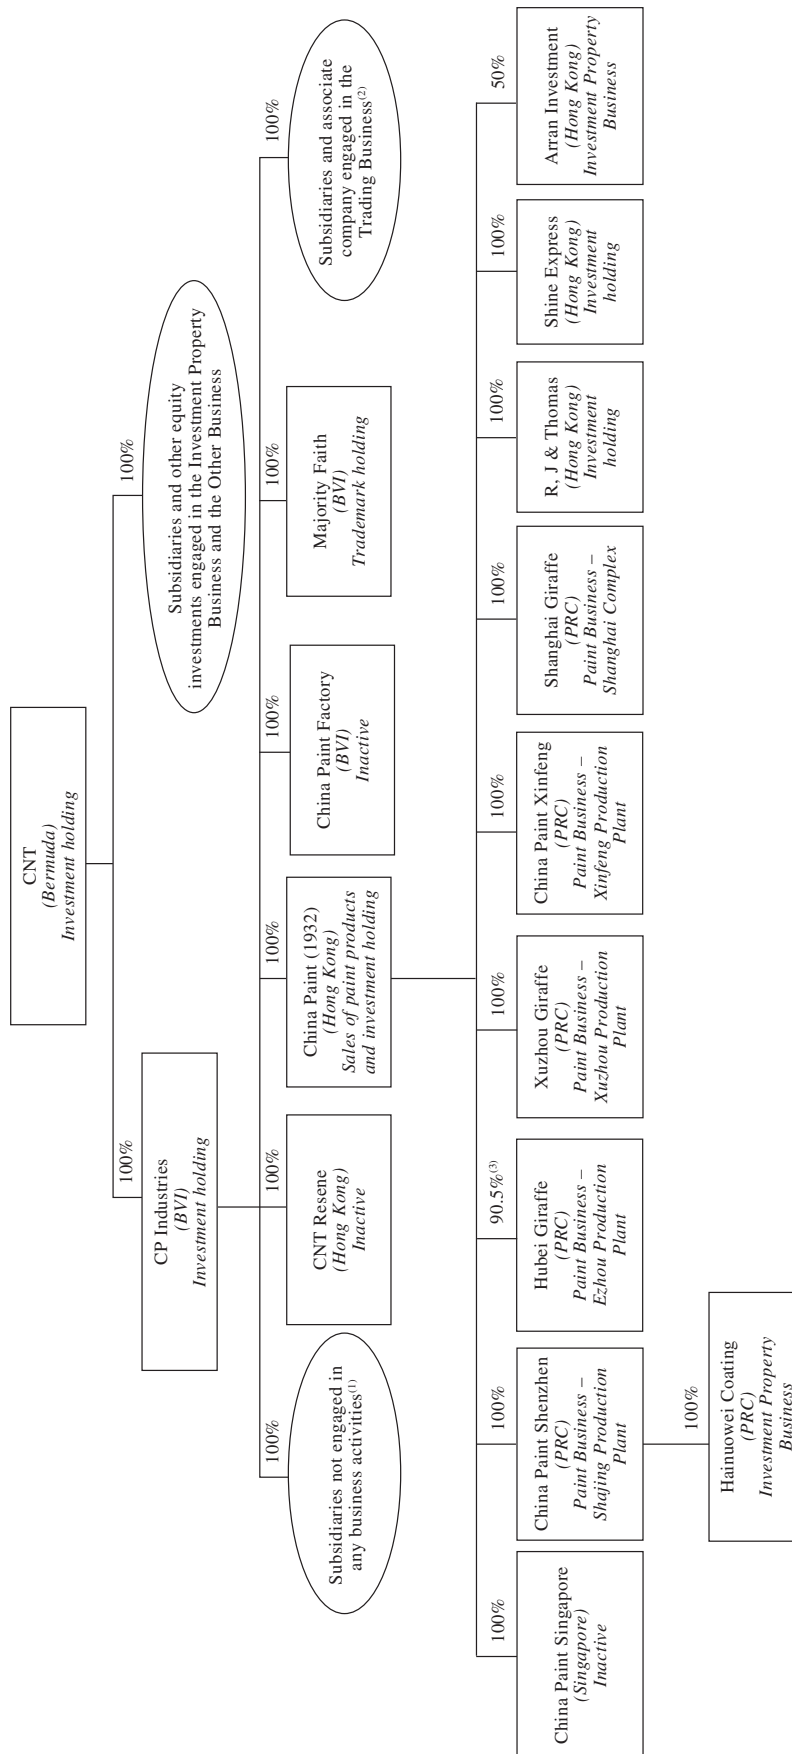 CNT
(Bermuda)
Investment holding
100%
100%
CP Industries
(BVI)
Investment holding
Subsidiaries and other equity
investments engaged in the Investment Property
Business and the Other Business
100%
100%
100%
100%
100%
100%
Subsidiaries not engaged in
any business activities(1)
CNT Resene
(Hong Kong)
Inactive
China Paint (1932)
(Hong Kong)
Sales of paint products
and investment holding
China Paint Factory
(BVI)
Inactive
Majority Faith
(BVI)
Trademark holding
Subsidiaries and associate
company engaged in the
Trading Business(2)
100%
100%
90.5%(3)
100%
100%
100%
100%
100%
50%
China Paint Singapore
(Singapore)
Inactive
China Paint Shenzhen
(PRC)
Paint Business –
Shajing Production
Plant
Hubei Giraffe
(PRC)
Paint Business –
Ezhou Production
Plant
Xuzhou Giraffe
(PRC)
Paint Business –
Xuzhou Production
Plant
China Paint Xinfeng
(PRC)
Paint Business –
Xinfeng Production
Plant
Shanghai Giraffe
(PRC)
Paint Business –
Shanghai Complex
R, J & Thomas
(Hong Kong)
Investment
holding
Shine Express
(Hong Kong)
Investment
holding
Arran Investment
(Hong Kong)
Investment Property
Business
100%
Hainuowei Coating
(PRC)
Investment Property
Business